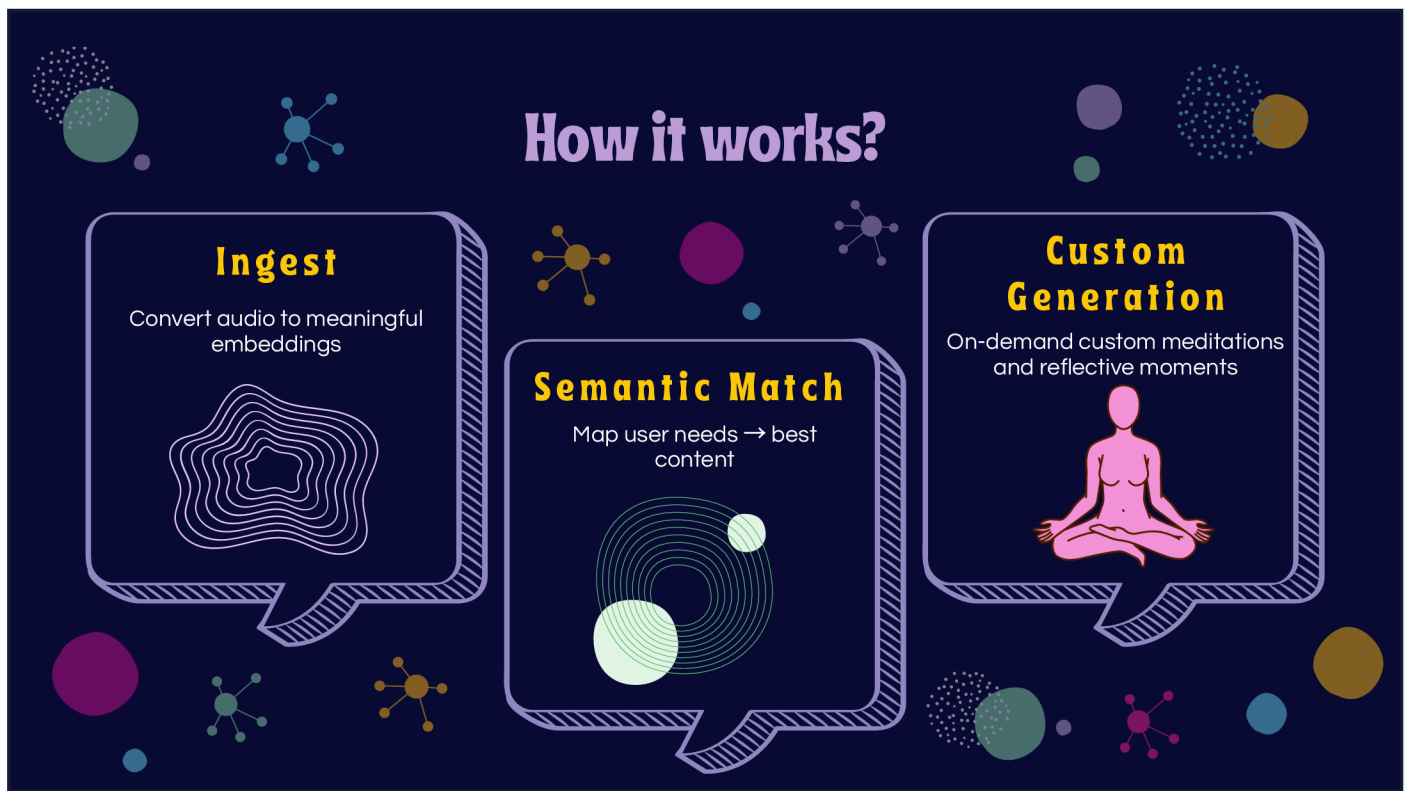 How it works?
Ingest
Convert audio to meaningful
embeddings
Semantic Match
Map user needs → best
content
Custom
Generation
On-demand custom meditations
and reflective moments